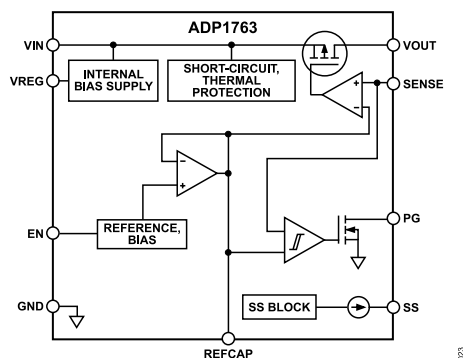 ADP1763
VIN
VOUT
VREG
INTERNAL
BIAS SUPPLY
SHORT-CIRCUIT,
THERMAL
PROTECTION
SENSE
+
−
−
+
EN
REFERENCE,
BIAS
PG
GND
SS BLOCK
SS
REFCAP
023